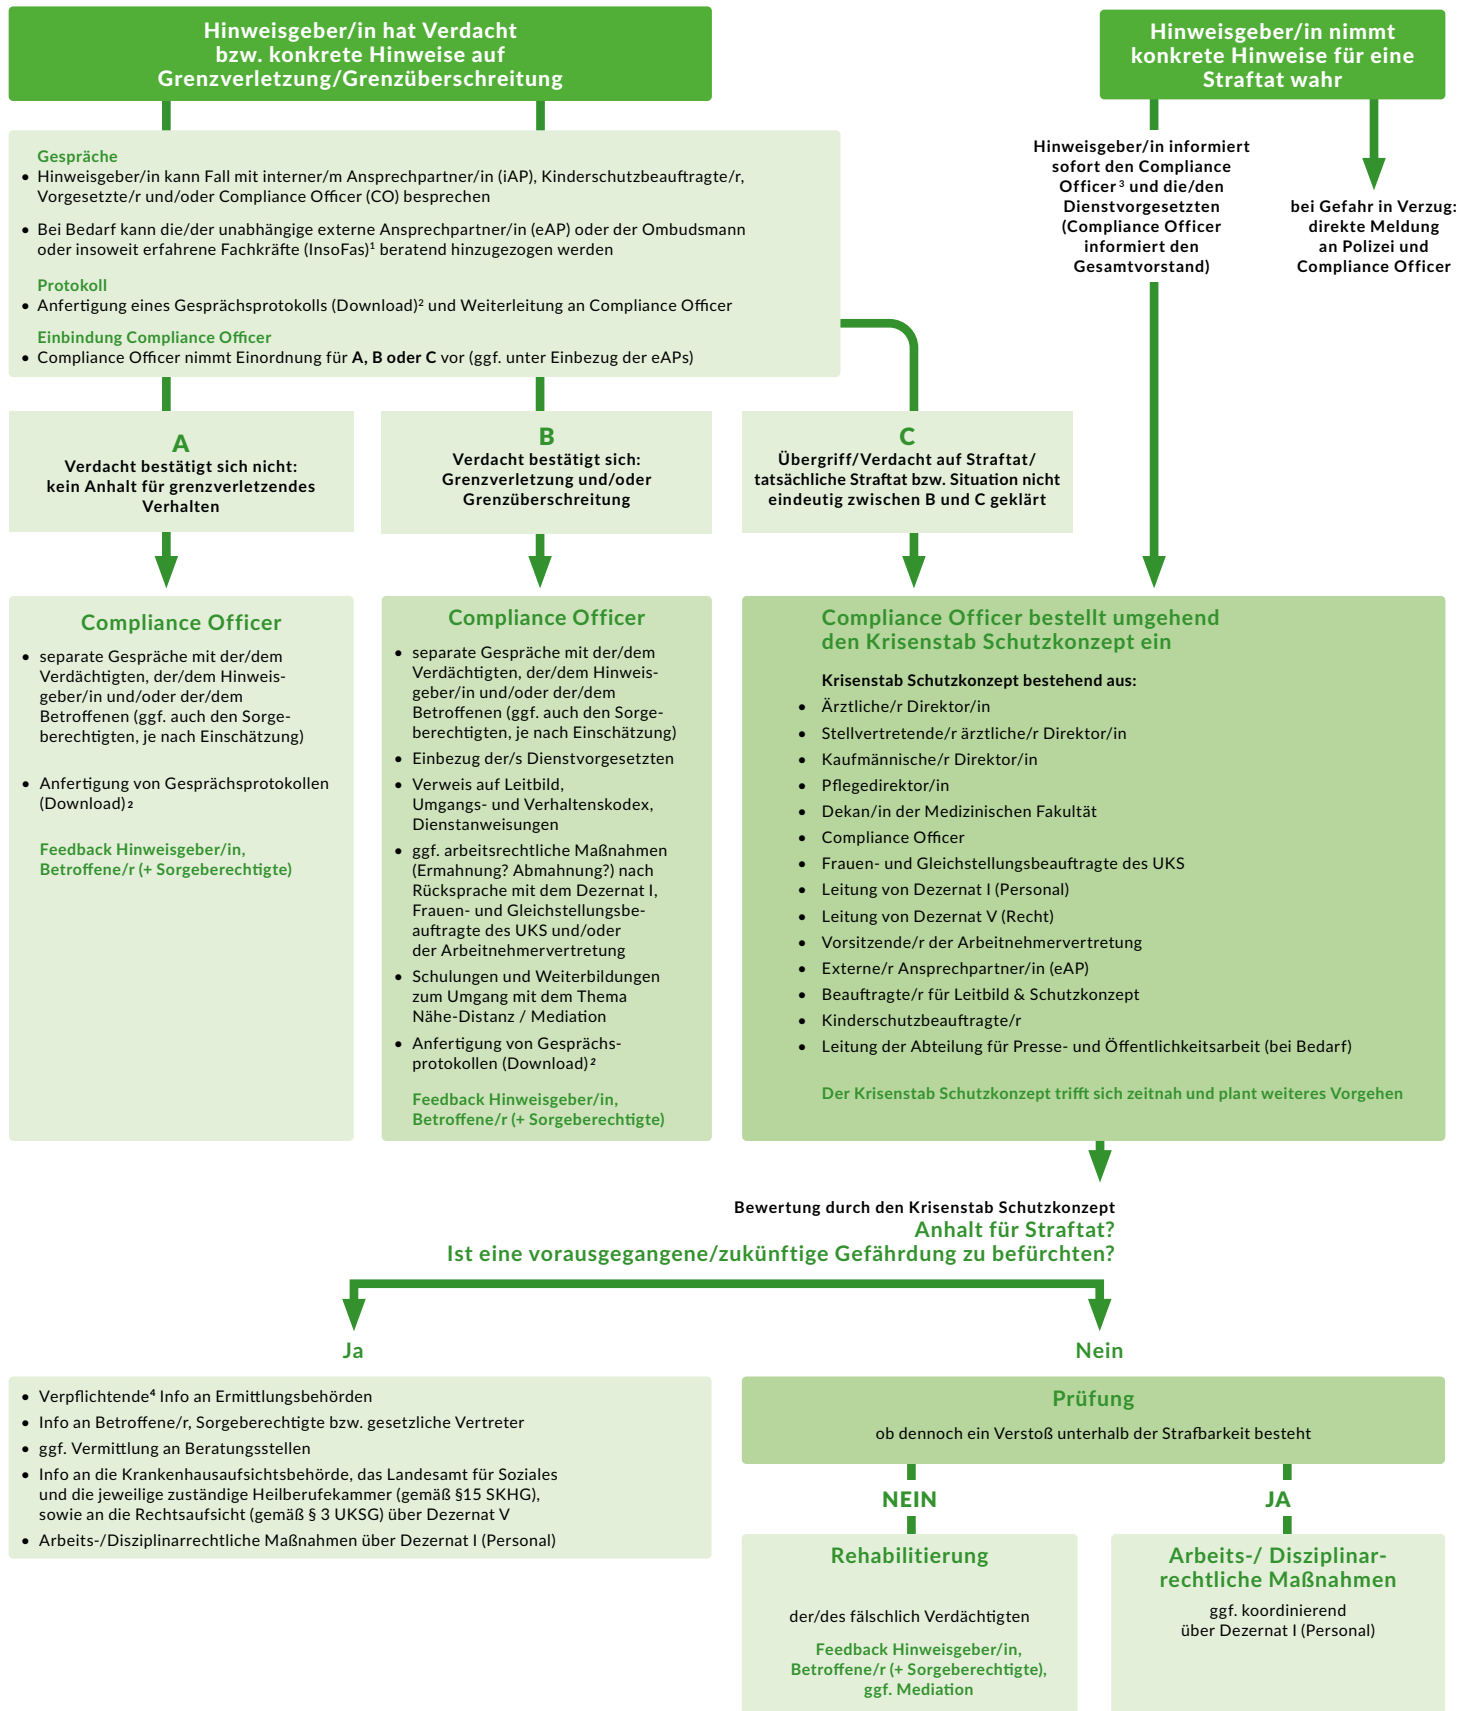 Hinweisgeber/in hat Verdacht
bzw. konkrete Hinweise auf
Grenzverletzung/Grenzüberschreitung
Hinweisgeber/in nimmt
konkrete Hinweise für eine
Straftat wahr
Gespräche
• Hinweisgeber/in kann Fall mit interner/m Ansprechpartner/in (iAP), Kinderschutzbeauftragte/r,
Vorgesetzte/r und/oder Compliance Officer (CO) besprechen
• Bei Bedarf kann die/der unabhängige externe Ansprechpartner/in (eAP) oder der Ombudsmann
oder insoweit erfahrene Fachkräfte (InsoFas)¹ beratend hinzugezogen werden
Protokoll
• Anfertigung eines Gesprächsprotokolls (Download)² und Weiterleitung an Compliance Officer
Einbindung Compliance Officer
• Compliance Officer nimmt Einordnung für A, B oder C vor (ggf. unter Einbezug der eAPs)
Hinweisgeber/in informiert
sofort den Compliance
Officer³ und die/den
Dienstvorgesetzten
(Compliance Officer
informiert den
Gesamtvorstand)
bei Gefahr in Verzug:
direkte Meldung
an Polizei und
Compliance Officer
A
Verdacht bestätigt sich nicht:
kein Anhalt für grenzverletzendes
Verhalten
B
Verdacht bestätigt sich:
Grenzverletzung und/oder
Grenzüberschreitung
C
Übergriff/Verdacht auf Straftat/
tatsächliche Straftat bzw. Situation nicht
eindeutig zwischen B und C geklärt
Compliance Officer
• separate Gespräche mit der/dem
Verdächtigten, der/dem Hinweis-
geber/in und/oder der/dem
Betroffenen (ggf. auch den Sorge-
berechtigten, je nach Einschätzung)
• Anfertigung von Gesprächsprotokollen
(Download)²
Feedback Hinweisgeber/in,
Betroffene/r (+ Sorgeberechtigte)
Compliance Officer
• separate Gespräche mit der/dem
Verdächtigten, der/dem Hinweis-
geber/in und/oder der/dem
Betroffenen (ggf. auch den Sorge-
berechtigten, je nach Einschätzung)
• Einbezug der/s Dienstvorgesetzten
• Verweis auf Leitbild,
Umgangs- und Verhaltenskodex,
Dienstanweisungen
• ggf. arbeitsrechtliche Maßnahmen
(Ermahnung? Abmahnung?) nach
Rücksprache mit dem Dezernat I,
Frauen- und Gleichstellungsbe-
auftragte des UKS und/oder
der Arbeitnehmervertretung
• Schulungen und Weiterbildungen
zum Umgang mit dem Thema
Nähe-Distanz / Mediation
• Anfertigung von Gesprächs-
protokollen (Download)²
Feedback Hinweisgeber/in,
Betroffene/r (+ Sorgeberechtigte)
Compliance Officer bestellt umgehend
den Krisenstab Schutzkonzept ein
Krisenstab Schutzkonzept bestehend aus:
• Ärztliche/r Direktor/in
• Stellvertretende/r ärztliche/r Direktor/in
• Kaufmännische/r Direktor/in
• Pflegedirektor/in
• Dekan/in der Medizinischen Fakultät
• Compliance Officer
• Frauen- und Gleichstellungsbeauftragte des UKS
• Leitung von Dezernat I (Personal)
• Leitung von Dezernat V (Recht)
• Vorsitzende/r der Arbeitnehmervertretung
• Externe/r Ansprechpartner/in (eAP)
• Beauftragte/r für Leitbild & Schutzkonzept
• Kinderschutzbeauftragte/r
• Leitung der Abteilung für Presse- und Öffentlichkeitsarbeit (bei Bedarf)
Der Krisenstab Schutzkonzept trifft sich zeitnah und plant weiteres Vorgehen
Bewertung durch den Krisenstab Schutzkonzept
Anhalt für Straftat?
Ist eine vorausgegangene/zukünftige Gefährdung zu befürchten?
Ja
• Verpflichtende⁴ Info an Ermittlungsbehörden
• Info an Betroffene/r, Sorgeberechtigte bzw. gesetzliche Vertreter
• ggf. Vermittlung an Beratungsstellen
• Info an die Krankenhausaufsichtsbehörde, das Landesamt für Soziales
und die jeweilige zuständige Heilberufekammer (gemäß §15 SKHG),
sowie an die Rechtsaufsicht (gemäß § 3 UKSG) über Dezernat V
• Arbeits-/Disziplinarrechtliche Maßnahmen über Dezernat I (Personal)
Nein
Prüfung
ob dennoch ein Verstoß unterhalb der Strafbarkeit besteht
NEIN
Rehabilitierung
der/des fälschlich Verdächtigten
Feedback Hinweisgeber/in,
Betroffene/r (+ Sorgeberechtigte),
ggf. Mediation
JA
Arbeits-/ Disziplinar-
rechtliche Maßnahmen
ggf. koordinierend
über Dezernat I (Personal)